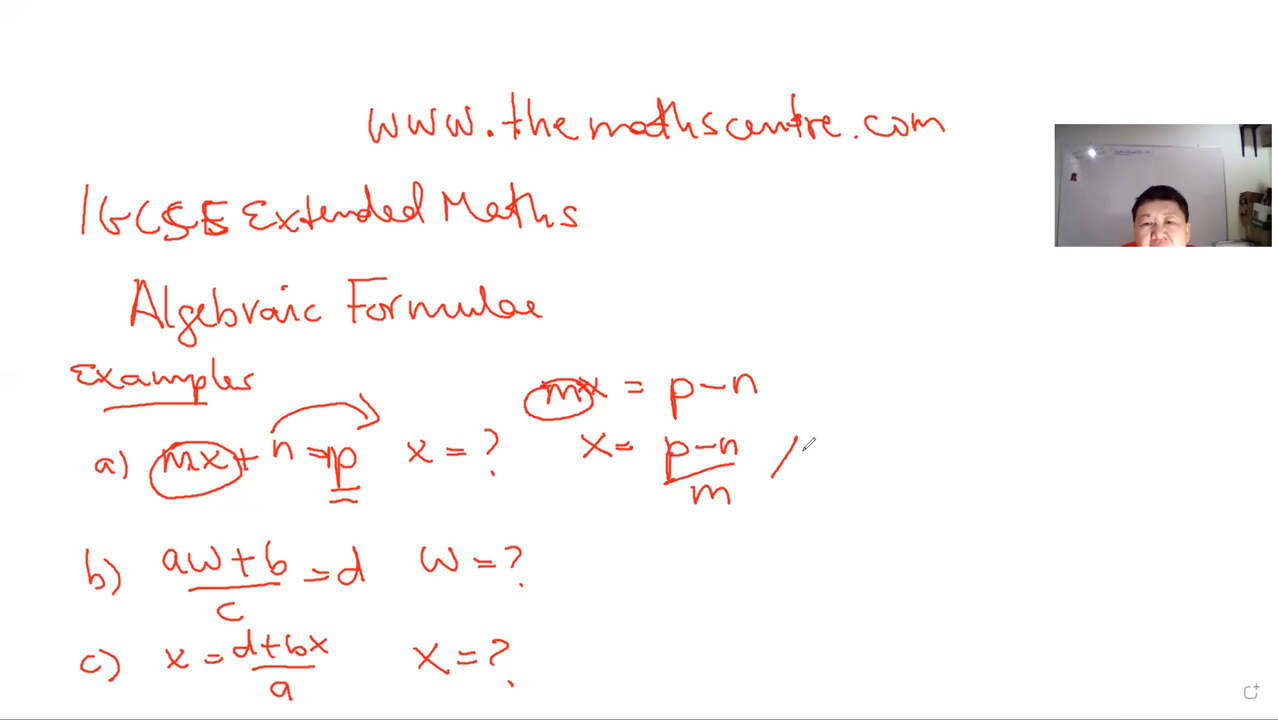 www.themathscentre.com
IGCSE Extended Maths
Algebraic Formulae
Examples
a) mx + n = p x = ?
mx = p - n
x = (p - n)/m
b) (aw + b)/c = d w = ?
c) x = (d + bx)/a x = ?